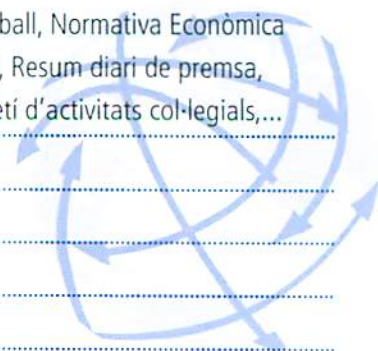 ball, Normativa Econòmica
, Resum diari de premsa,
etí d'activitats col·legials,...